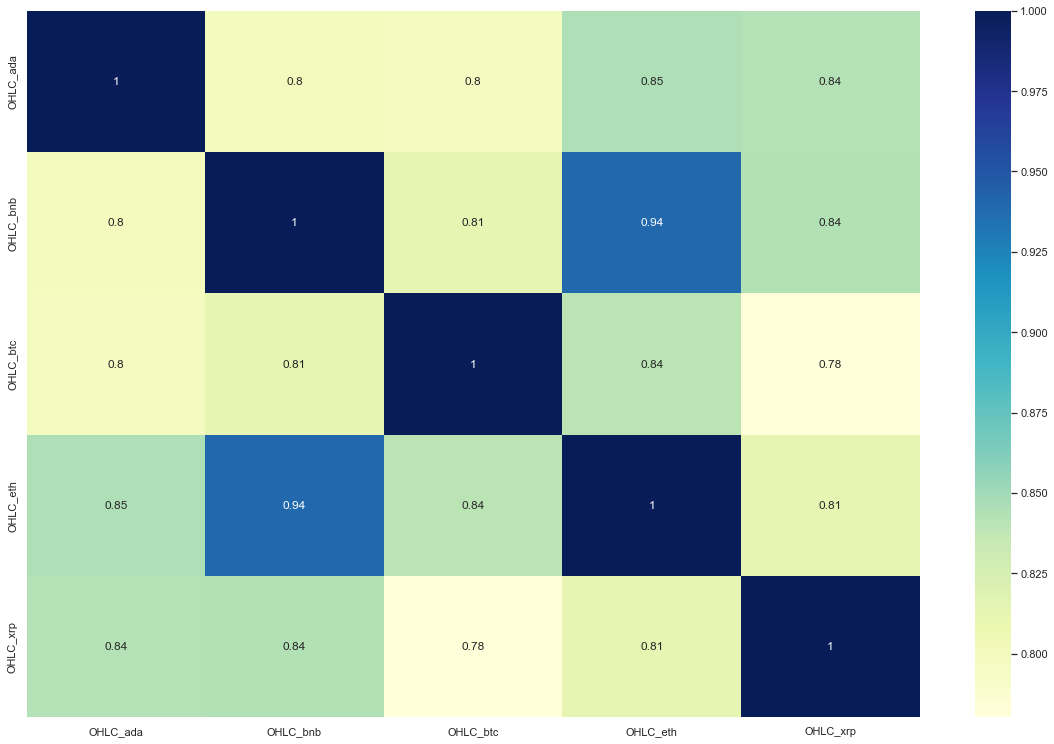 OHLC_ada 1 0.8 0.8 0.85 0.84
OHLC_bnb 0.8 1 0.81 0.94 0.84
OHLC_btc 0.8 0.81 1 0.84 0.78
OHLC_eth 0.85 0.94 0.84 1 0.81
OHLC_xrp 0.84 0.84 0.78 0.81 1
OHLC_ada OHLC_bnb OHLC_btc OHLC_eth OHLC_xrp
1.000
0.975
0.950
0.925
0.900
0.875
0.850
0.825
0.800